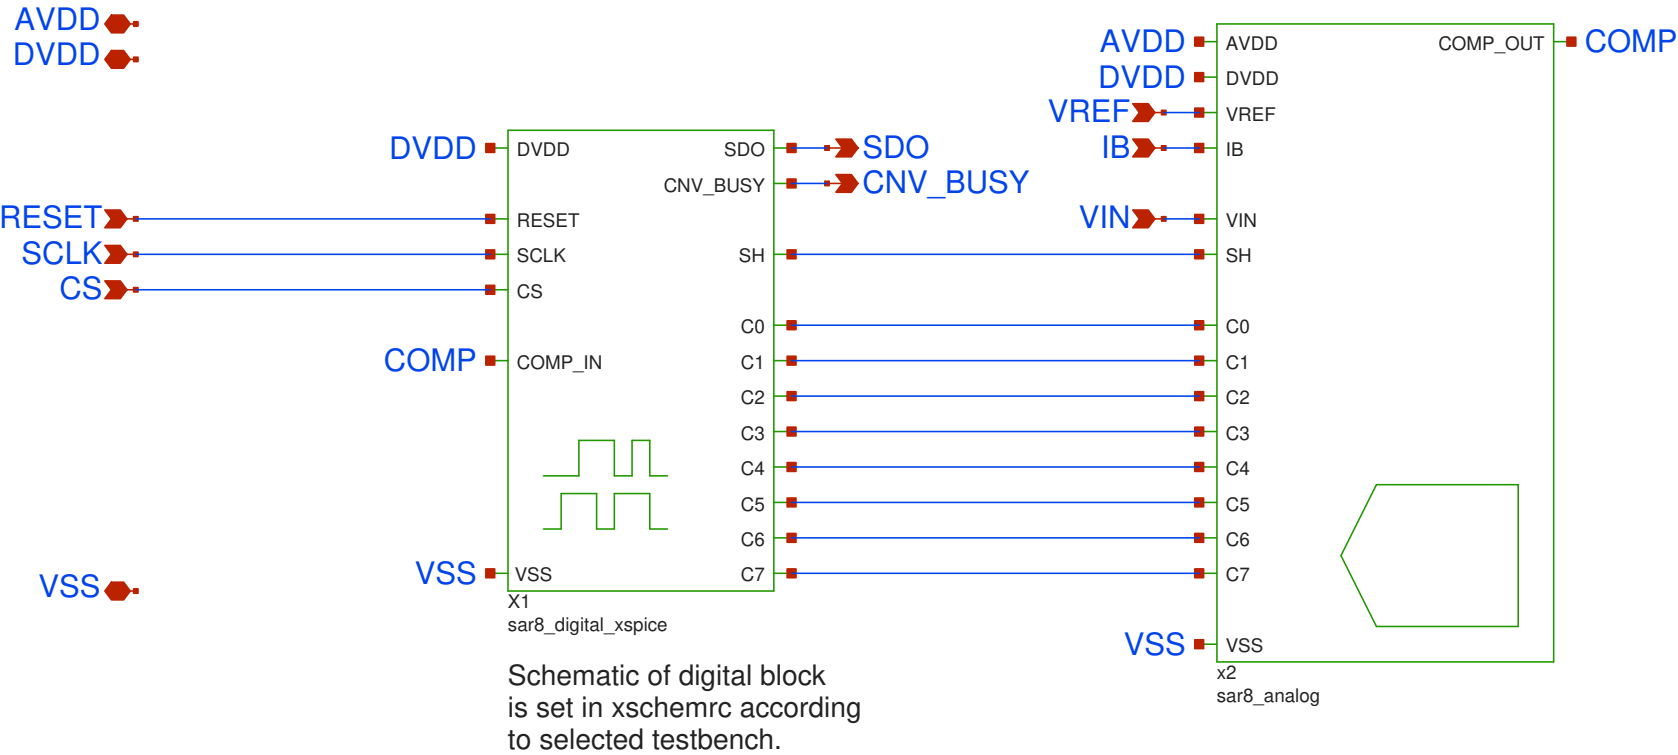 AVDD
DVDD
RESET
SCLK
CS
VSS
DVDD
COMP
VSS
DVDD
RESET
SCLK
CS
COMP_IN
VSS
SDO
CNV_BUSY
SH
C0
C1
C2
C3
C4
C5
C6
C7
SDO
CNV_BUSY
X1
sar8_digital_xspice
Schematic of digital block
is set in xschemrc according
to selected testbench.
AVDD
DVDD
VREF
IB
VIN
VSS
AVDD
DVDD
VREF
IB
VIN
SH
C0
C1
C2
C3
C4
C5
C6
C7
VSS
COMP_OUT
COMP
x2
sar8_analog